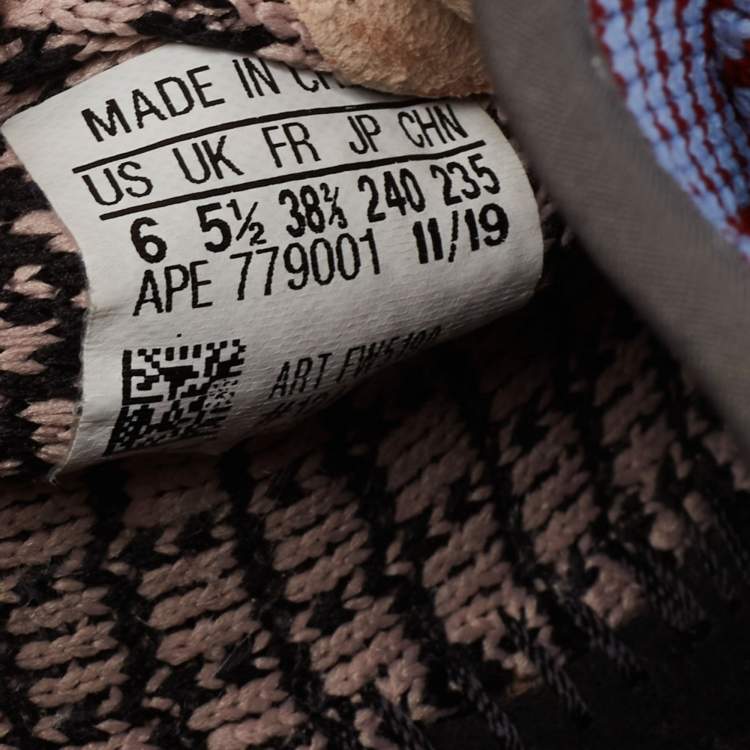 MADE IN
US UK FR JP CHN
6 5½ 38⅔ 240 235
APE 779001 11/19
ART